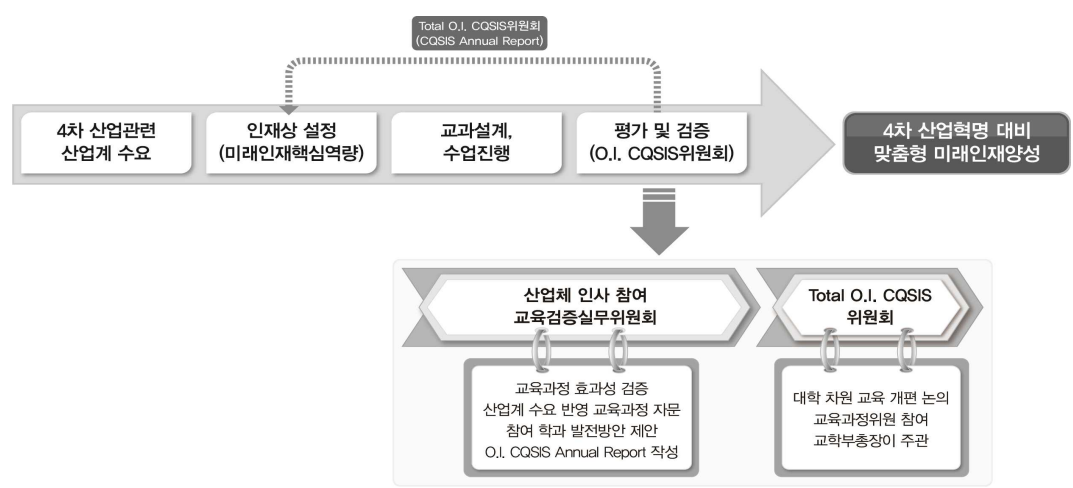 Total O.I. CQSIS위원회
(CQSIS Annual Report)
4차 산업관련
산업계 수요
인재상 설정
(미래인재핵심역량)
교과설계,
수업진행
평가 및 검증
(O.I. CQSIS위원회)
4차 산업혁명 대비
맞춤형 미래인재양성
산업체 인사 참여
교육검증실무위원회
교육과정 효과성 검증
산업계 수요 반영 교육과정 자문
참여 학과 발전방안 제안
O.I. CQSIS Annual Report 작성
Total O.I. CQSIS
위원회
대학 차원 교육 개편 논의
교육과정위원 참여
교학부총장이 주관